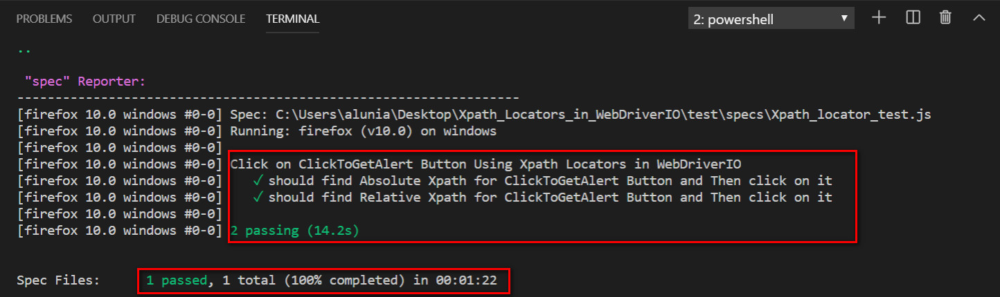 PROBLEMS OUTPUT DEBUG CONSOLE TERMINAL 2: powershell
..
"spec" Reporter:
------------------------------------------------------------------
[firefox 10.0 windows #0-0] Spec: C:\Users\alunia\Desktop\Xpath_Locators_in_WebDriverIO\test\specs\Xpath_locator_test.js
[firefox 10.0 windows #0-0] Running: firefox (v10.0) on windows
[firefox 10.0 windows #0-0]
[firefox 10.0 windows #0-0] Click on ClickToGetAlert Button Using Xpath Locators in WebDriverIO
[firefox 10.0 windows #0-0] ✓ should find Absolute Xpath for ClickToGetAlert Button and Then click on it
[firefox 10.0 windows #0-0] ✓ should find Relative Xpath for ClickToGetAlert Button and Then click on it
[firefox 10.0 windows #0-0]
[firefox 10.0 windows #0-0] 2 passing (14.2s)
Spec Files: 1 passed, 1 total (100% completed) in 00:01:22